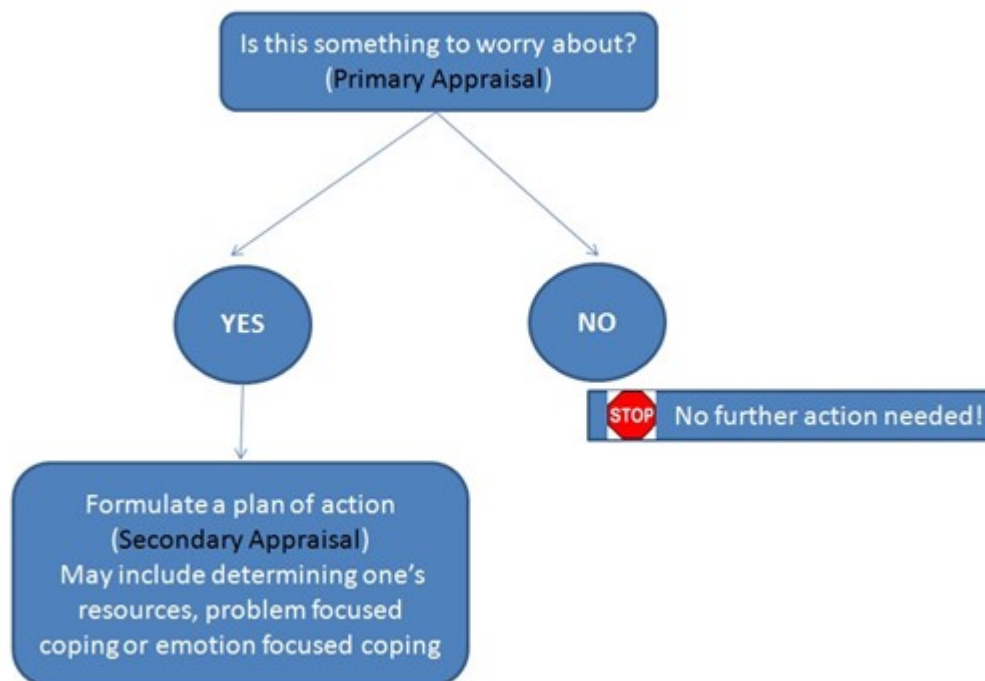 Is this something to worry about?
(Primary Appraisal)
YES
NO
STOP No further action needed!
Formulate a plan of action
(Secondary Appraisal)
May include determining one's
resources, problem focused
coping or emotion focused coping